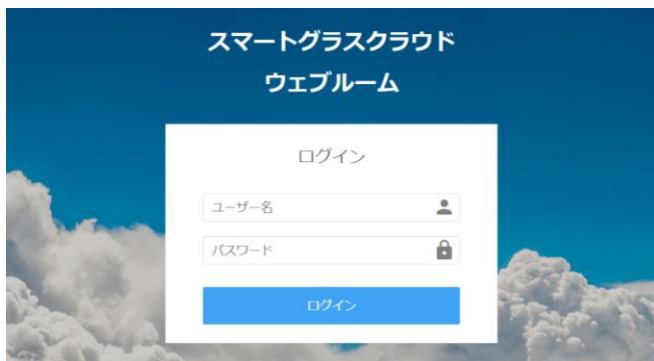 スマートグラスクラウド
ウェブルーム
ログイン
ユーザー名
パスワード
ログイン